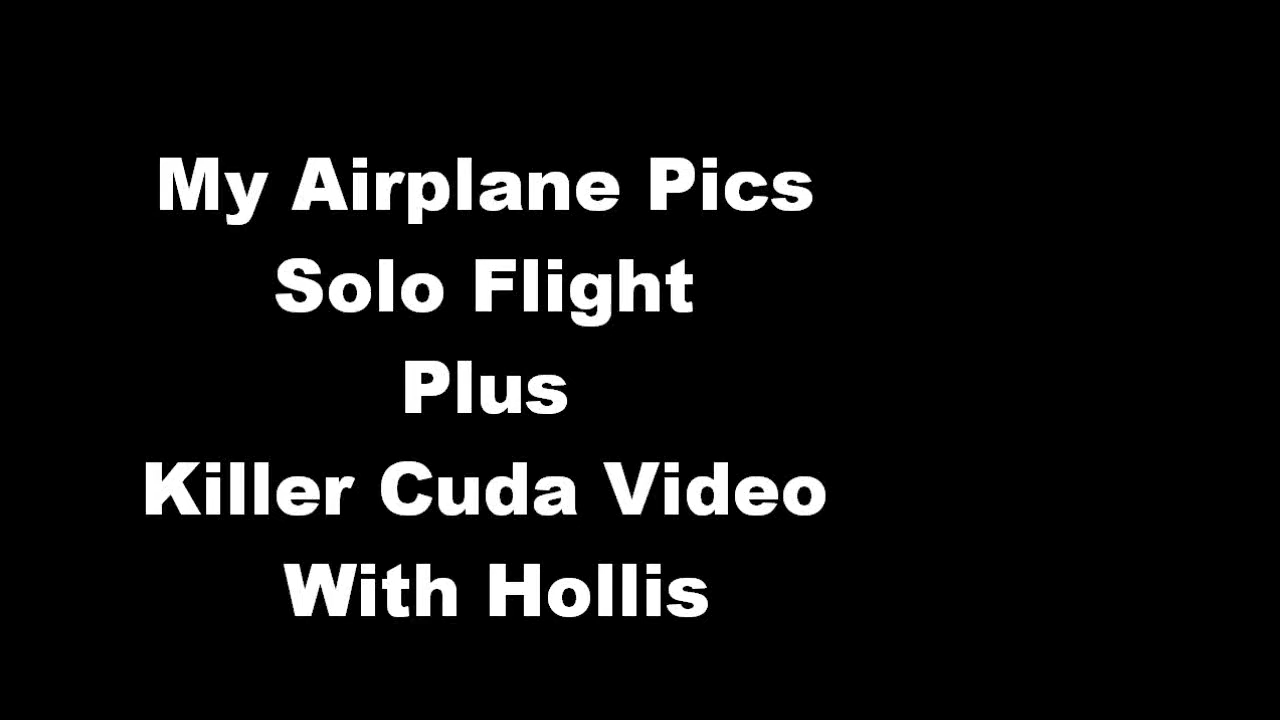 My Airplane Pics
Solo Flight
Plus
Killer Cuda Video
With Hollis